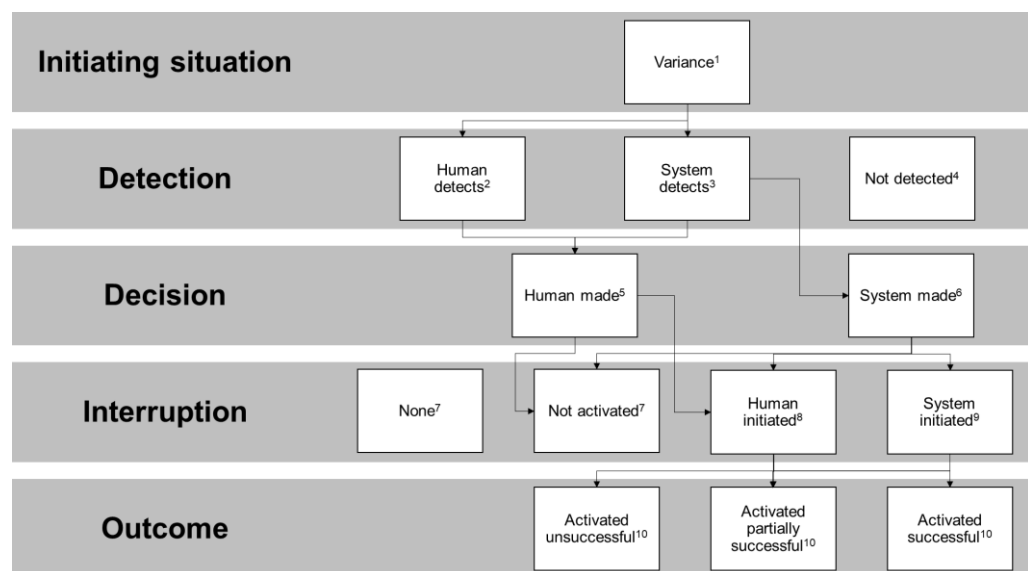 Initiating situation
Variance¹
Detection
Human
detects²
System
detects³
Not detected⁴
Decision
Human made⁵
System made⁶
Interruption
None⁷
Not activated⁷
Human
initiated⁸
System
initiated⁹
Outcome
Activated
unsuccessful¹⁰
Activated
partially
successful¹⁰
Activated
successful¹⁰